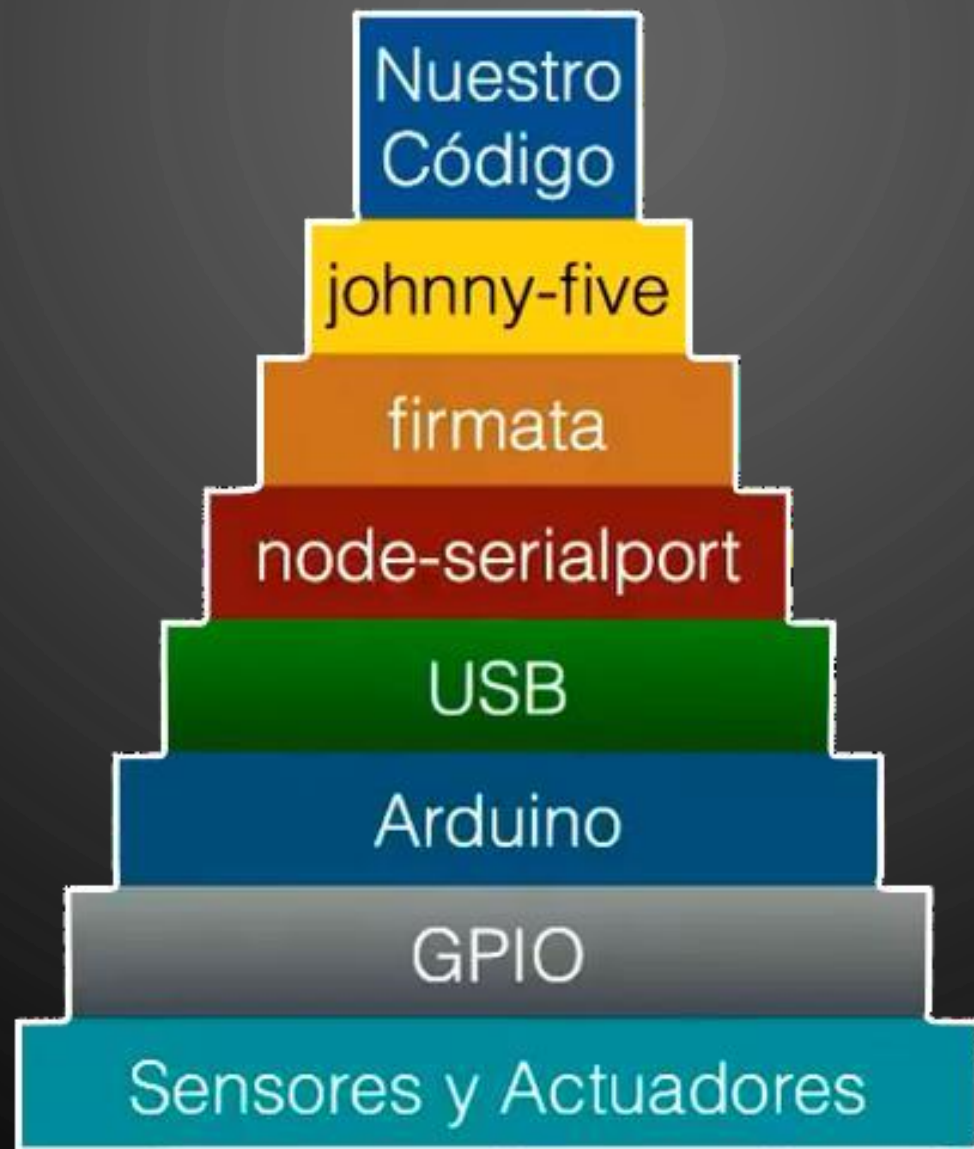 Nuestro
Código
johnny-five
firmata
node-serialport
USB
Arduino
GPIO
Sensores y Actuadores